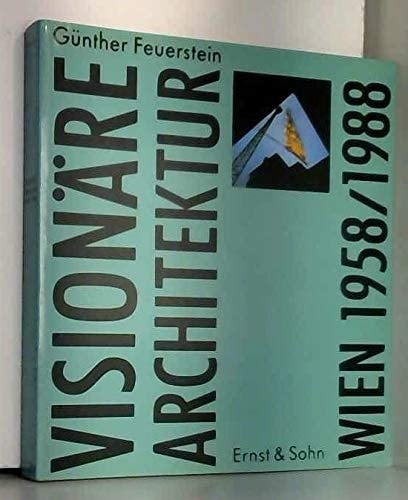 Günther Feuerstein
VISIONÄRE
ARCHITEKTUR
WIEN 1958/1988
Ernst & Sohn